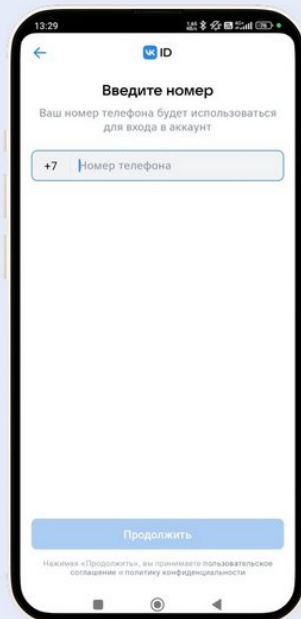 13:29
VK ID
Введите номер
Ваш номер телефона будет использоваться
для входа в аккаунт
+7 Номер телефона
Продолжить
Нажимая «Продолжить», вы принимаете пользовательское
соглашение и политику конфиденциальности